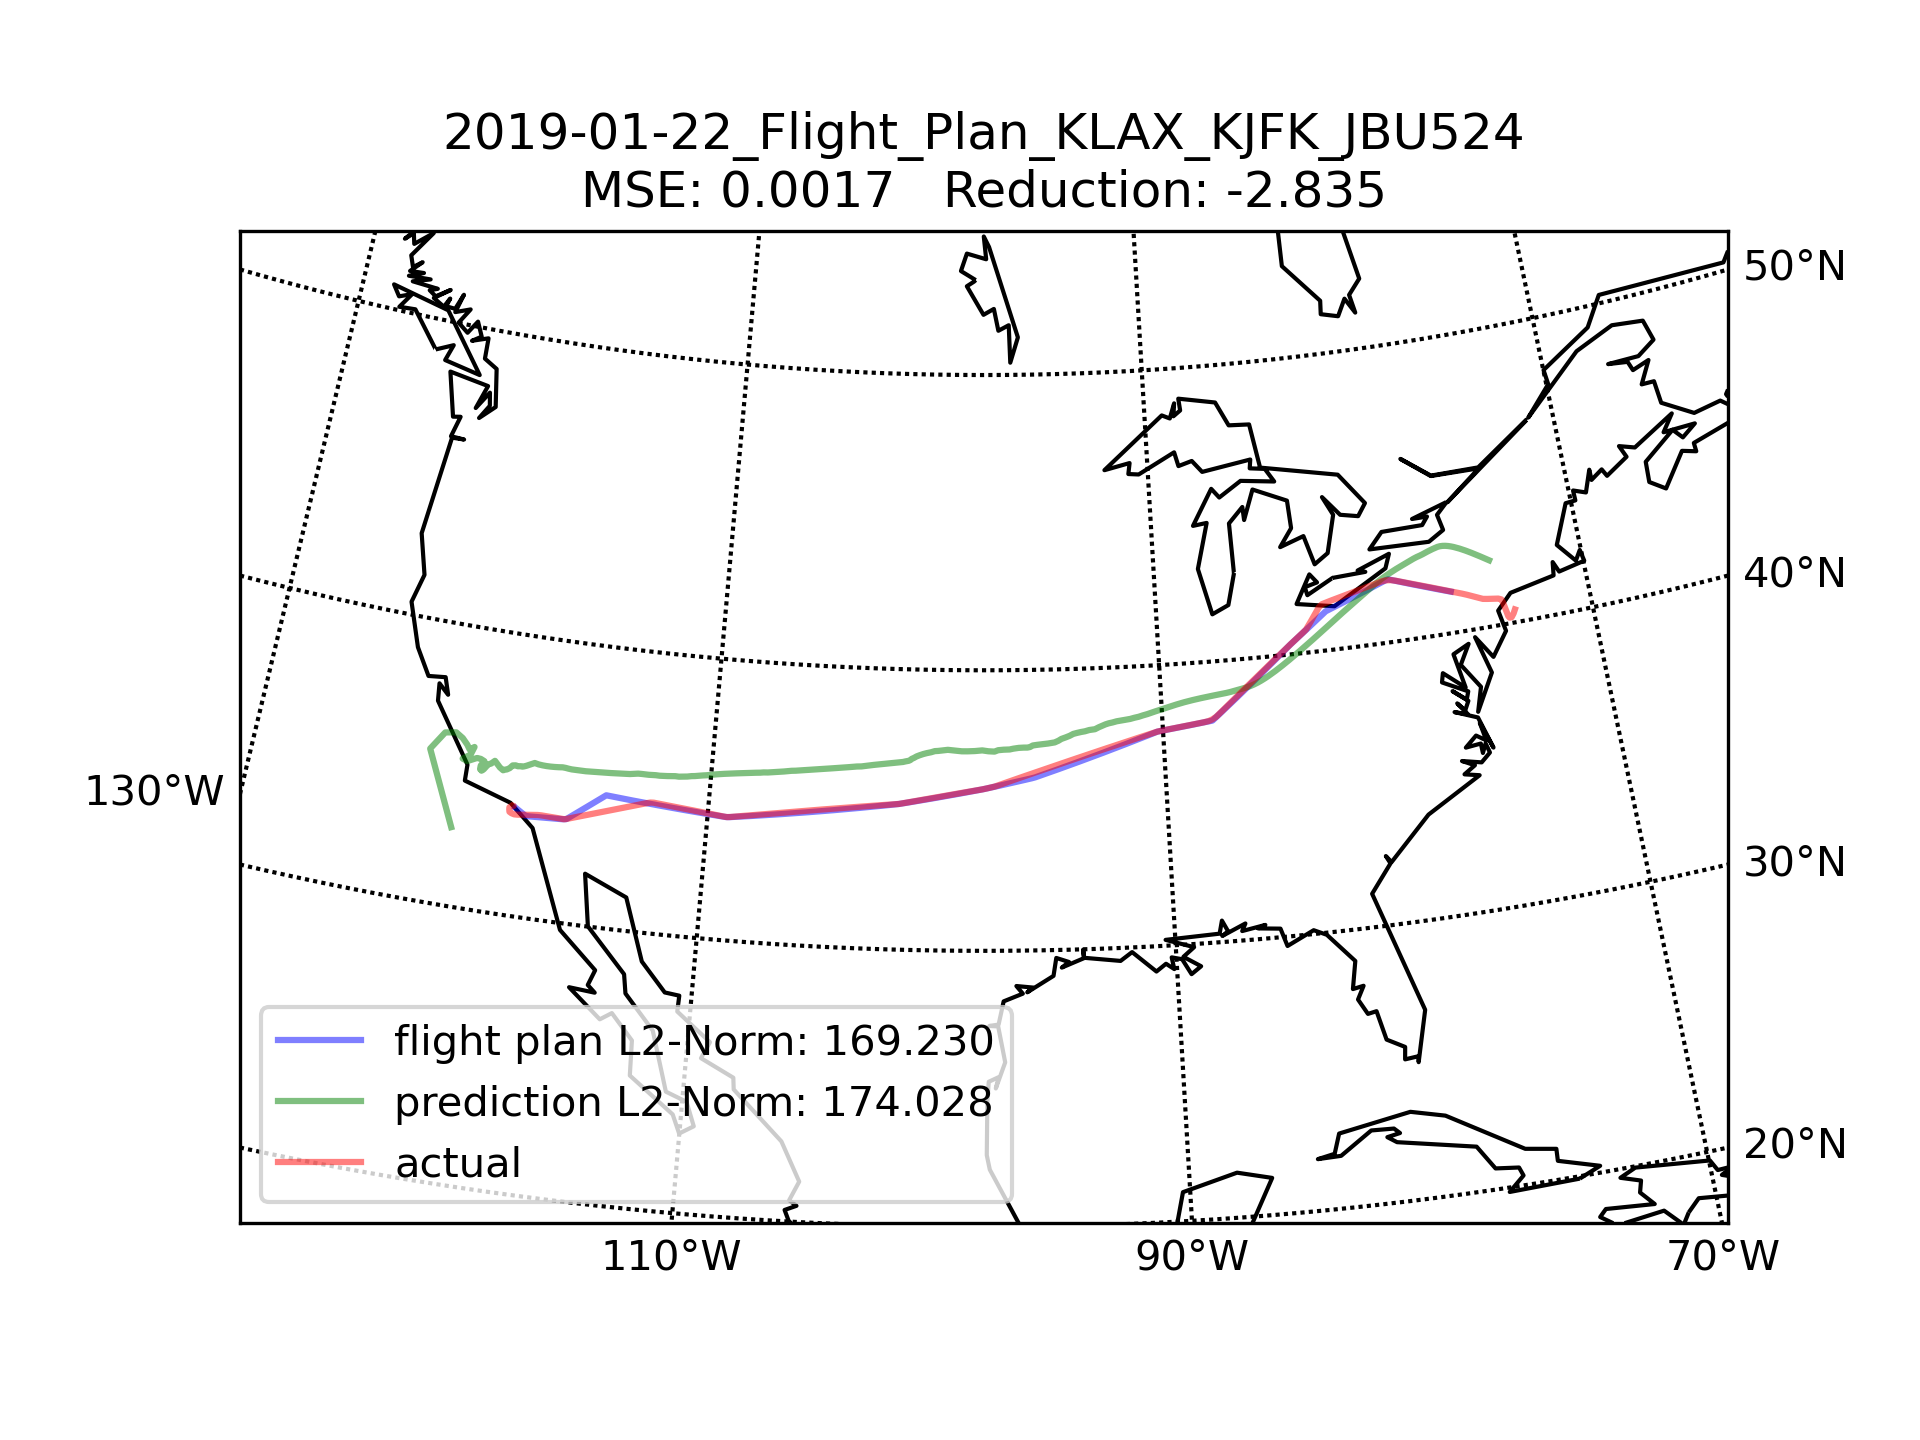 2019-01-22_Flight_Plan_KLAX_KJFK_JBU524
MSE: 0.0017   Reduction: -2.835
50°N
40°N
130°W
30°N
flight plan L2-Norm: 169.230
prediction L2-Norm: 174.028
20°N
actual
110°W
90°W
70°W